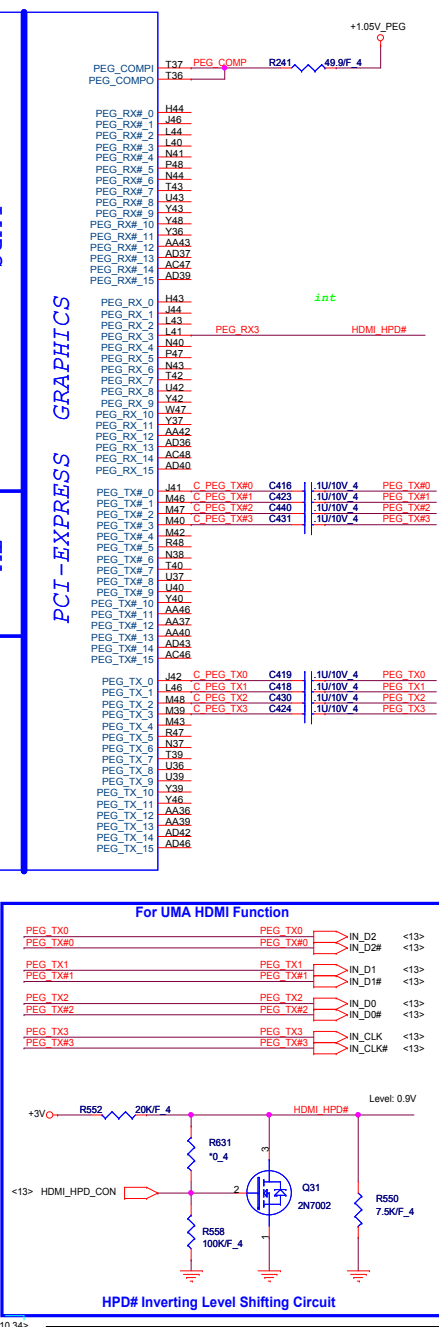 +1.05V_PEG
PEG_COMPI T37 PEG_COMP R241 49.9/F_4
PEG_COMPO T36
PEG_RX#_0 H44
PEG_RX#_1 J46
PEG_RX#_2 L44
PEG_RX#_3 L40
PEG_RX#_4 N41
PEG_RX#_5 P48
PEG_RX#_6 N44
PEG_RX#_7 T43
PEG_RX#_8 U43
PEG_RX#_9 Y43
PEG_RX#_10 Y48
PEG_RX#_11 Y36
PEG_RX#_12 AA43
PEG_RX#_13 AD37
PEG_RX#_14 AC47
PEG_RX#_15 AD39
int
PEG_RX_0 H43
PEG_RX_1 J44
PEG_RX_2 L43
PEG_RX_3 L41 PEG_RX3 HDMI_HPD#
PEG_RX_4 N40
PEG_RX_5 P47
PEG_RX_6 N43
PEG_RX_7 T42
PEG_RX_8 U42
PEG_RX_9 Y42
PEG_RX_10 W47
PEG_RX_11 Y37
PEG_RX_12 AA42
PEG_RX_13 AD36
PEG_RX_14 AC48
PEG_RX_15 AD40
PCI-EXPRESS GRAPHICS
PEG_TX#_0 J41 C_PEG_TX#0 C416 .1U/10V_4 PEG_TX#0
PEG_TX#_1 M46 C_PEG_TX#1 C423 .1U/10V_4 PEG_TX#1
PEG_TX#_2 M47 C_PEG_TX#2 C440 .1U/10V_4 PEG_TX#2
PEG_TX#_3 M40 C_PEG_TX#3 C431 .1U/10V_4 PEG_TX#3
PEG_TX#_4 M42
PEG_TX#_5 R48
PEG_TX#_6 N38
PEG_TX#_7 T40
PEG_TX#_8 U37
PEG_TX#_9 U40
PEG_TX#_10 Y40
PEG_TX#_11 AA46
PEG_TX#_12 AA37
PEG_TX#_13 AA40
PEG_TX#_14 AD43
PEG_TX#_15 AC46
PEG_TX_0 J42 C_PEG_TX0 C419 .1U/10V_4 PEG_TX0
PEG_TX_1 L46 C_PEG_TX1 C418 .1U/10V_4 PEG_TX1
PEG_TX_2 M48 C_PEG_TX2 C430 .1U/10V_4 PEG_TX2
PEG_TX_3 M39 C_PEG_TX3 C424 .1U/10V_4 PEG_TX3
PEG_TX_4 M43
PEG_TX_5 R47
PEG_TX_6 N37
PEG_TX_7 T39
PEG_TX_8 U36
PEG_TX_9 U39
PEG_TX_10 Y39
PEG_TX_11 Y46
PEG_TX_12 AA36
PEG_TX_13 AA39
PEG_TX_14 AD42
PEG_TX_15 AD46
For UMA HDMI Function
PEG_TX0 PEG_TX0 IN_D2 <13>
PEG_TX#0 PEG_TX#0 IN_D2# <13>
PEG_TX1 PEG_TX1 IN_D1 <13>
PEG_TX#1 PEG_TX#1 IN_D1# <13>
PEG_TX2 PEG_TX2 IN_D0 <13>
PEG_TX#2 PEG_TX#2 IN_D0# <13>
PEG_TX3 PEG_TX3 IN_CLK <13>
PEG_TX#3 PEG_TX#3 IN_CLK# <13>
Level: 0.9V
+3V R552 20K/F_4 HDMI_HPD#
R631
*0_4
3
<13> HDMI_HPD_CON 2 Q31
2N7002
R550
7.5K/F_4
R558
100K/F_4
1
HPD# Inverting Level Shifting Circuit